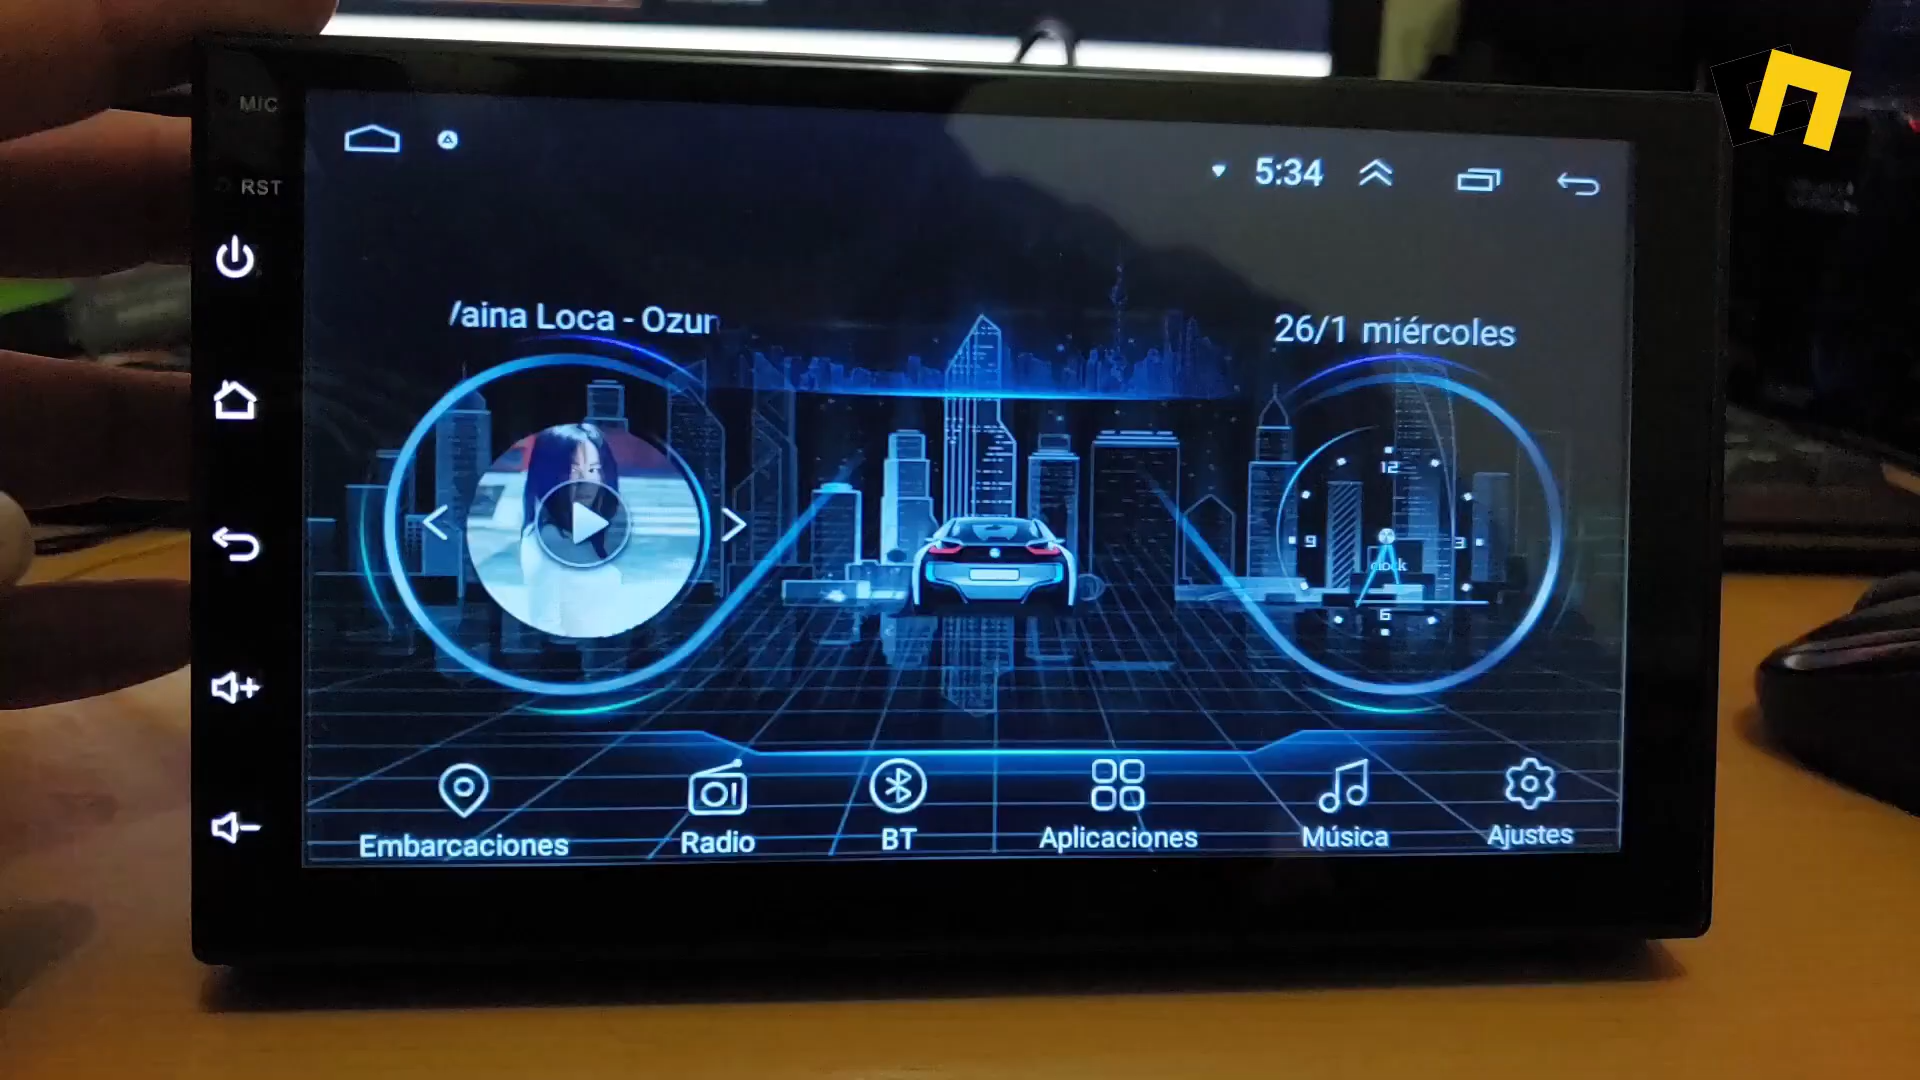 MIC
RST
5:34
/aina Loca - Ozur
26/1 miércoles
12
9
3
clock
6
Embarcaciones
Radio
BT
Aplicaciones
Música
Ajustes